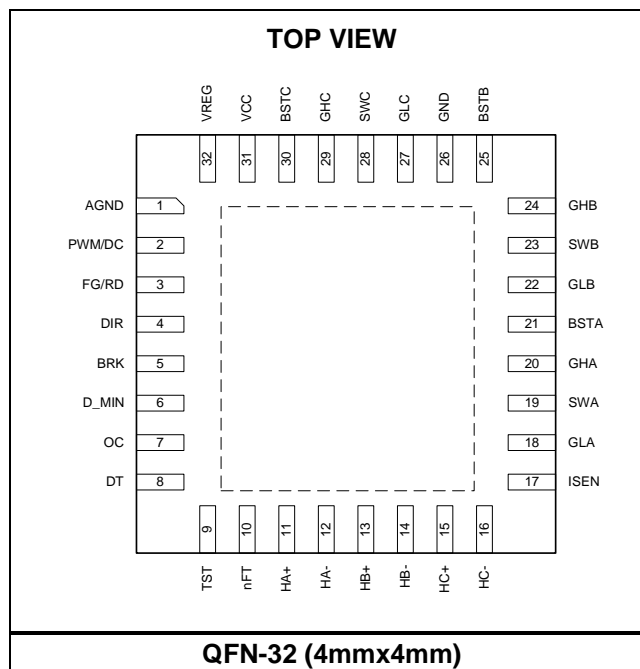 TOP VIEW
VREG VCC BSTC GHC SWC GLC GND BSTB
32 31 30 29 28 27 26 25
AGND 1 24 GHB
PWM/DC 2 23 SWB
FG/RD 3 22 GLB
DIR 4 21 BSTA
BRK 5 20 GHA
D_MIN 6 19 SWA
OC 7 18 GLA
DT 8 17 ISEN
9 10 11 12 13 14 15 16
TST nFT HA+ HA- HB+ HB- HC+ HC-
QFN-32 (4mmx4mm)